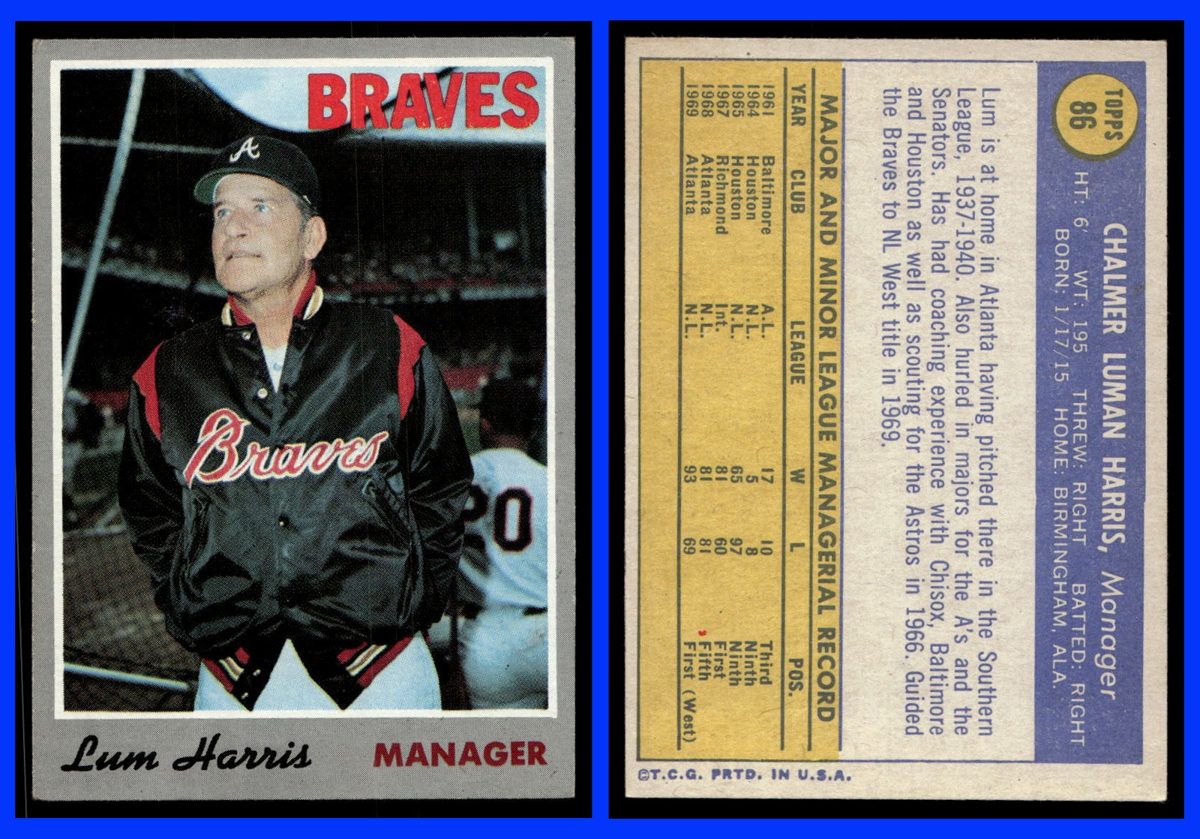 BRAVES
A
Braves
20
Lum Harris
MANAGER
TOPPS
86
CHALMER LUMAN HARRIS, Manager
HT: 6' WT: 195 THREW: RIGHT BATTED: RIGHT
BORN: 1/17/15 HOME: BIRMINGHAM, ALA.
Lum is at home in Atlanta having pitched there in the Southern
League, 1937-1940. Also hurled in majors for the A's and the
Senators. Has had coaching experience with Chisox, Baltimore
and Houston as well as scouting for the Astros in 1966. Guided
the Braves to NL West title in 1969.
MAJOR AND MINOR LEAGUE MANAGERIAL RECORD
YEAR CLUB LEAGUE W L POS.
1961 Baltimore A.L. 17 10 Third
1964 Houston N.L. 5 8 Ninth
1965 Houston N.L. 65 97 Ninth
1967 Richmond Int. 81 60 First
1968 Atlanta N.L. 81 81 Fifth
1969 Atlanta N.L. 93 69 First (West)
©T.C.G. PRTD. IN U.S.A.